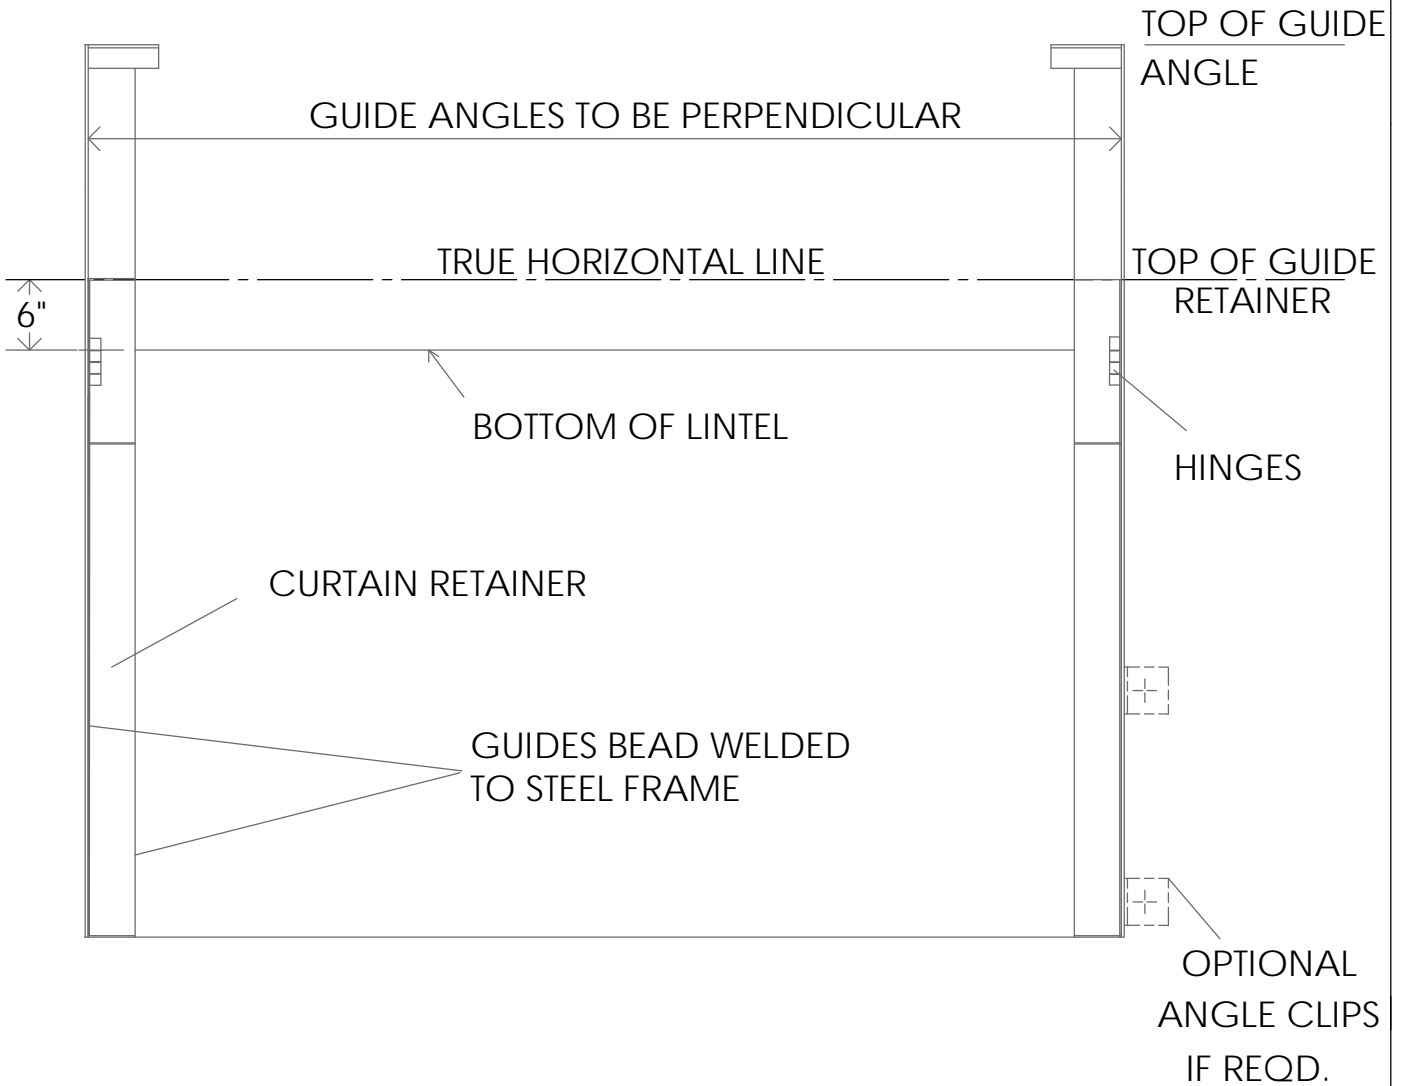 TOP OF GUIDE
ANGLE
GUIDE ANGLES TO BE PERPENDICULAR
TRUE HORIZONTAL LINE
TOP OF GUIDE
RETAINER
6"
BOTTOM OF LINTEL
HINGES
CURTAIN RETAINER
GUIDES BEAD WELDED
TO STEEL FRAME
OPTIONAL
ANGLE CLIPS
IF REQD.